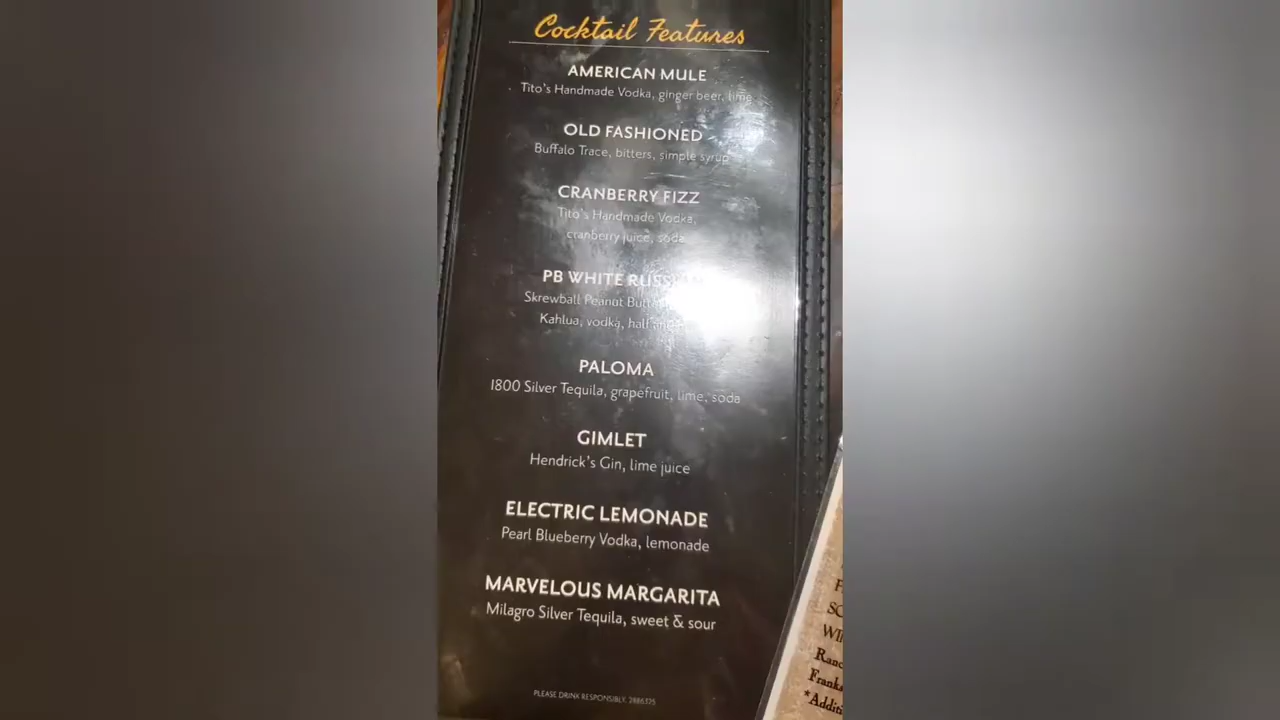 Cocktail Features
AMERICAN MULE
Tito's Handmade Vodka, ginger beer, lime
OLD FASHIONED
Buffalo Trace, bitters, simple syrup
CRANBERRY FIZZ
Tito's Handmade Vodka,
cranberry juice, soda
PB WHITE
Skrewball Peanut
Kahlua, vodka, half
PALOMA
1800 Silver Tequila, grapefruit, lime, soda
GIMLET
Hendrick's Gin, lime juice
ELECTRIC LEMONADE
Pearl Blueberry Vodka, lemonade
MARVELOUS MARGARITA
Milagro Silver Tequila, sweet & sour
PLEASE DRINK RESPONSIBLY. 2886325